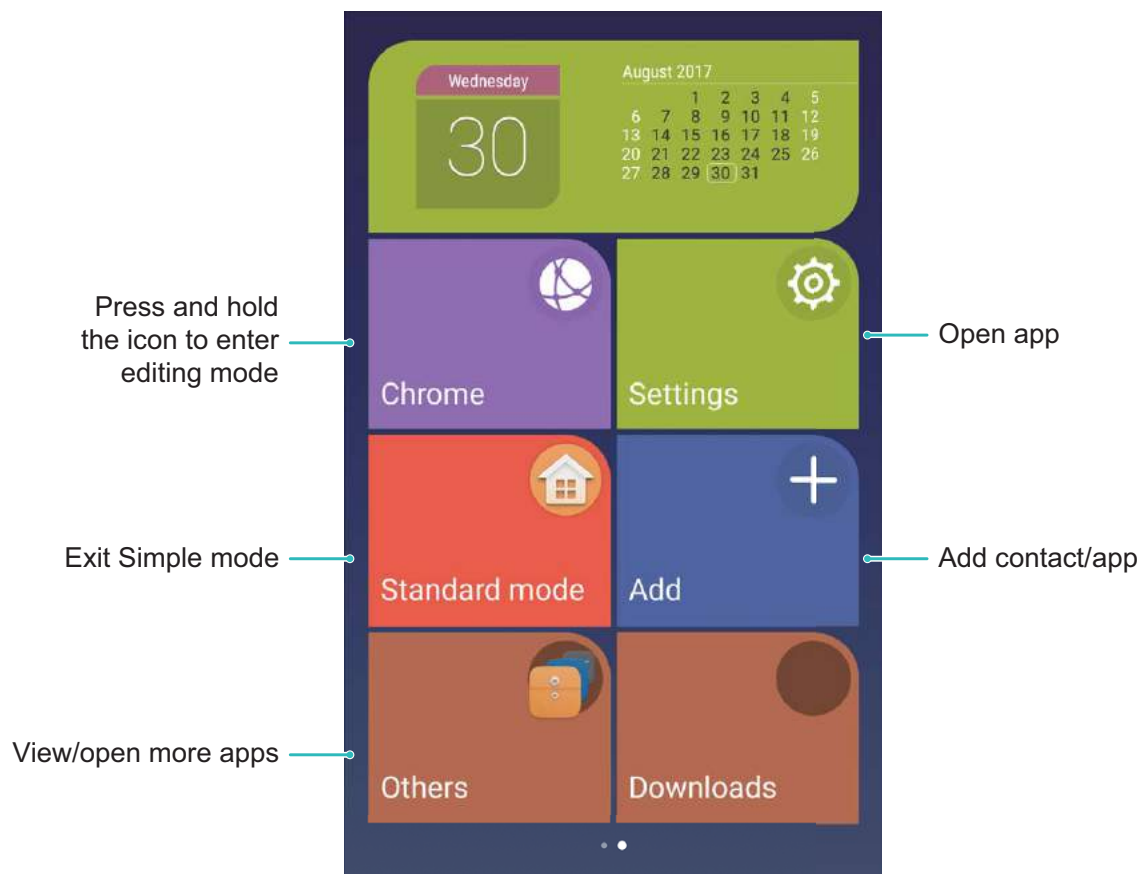 Wednesday
30
August 2017
1 2 3 4 5
6 7 8 9 10 11 12
13 14 15 16 17 18 19
20 21 22 23 24 25 26
27 28 29 30 31
Press and hold
the icon to enter
editing mode
Chrome
Settings
Open app
Exit Simple mode
Standard mode
Add
Add contact/app
View/open more apps
Others
Downloads